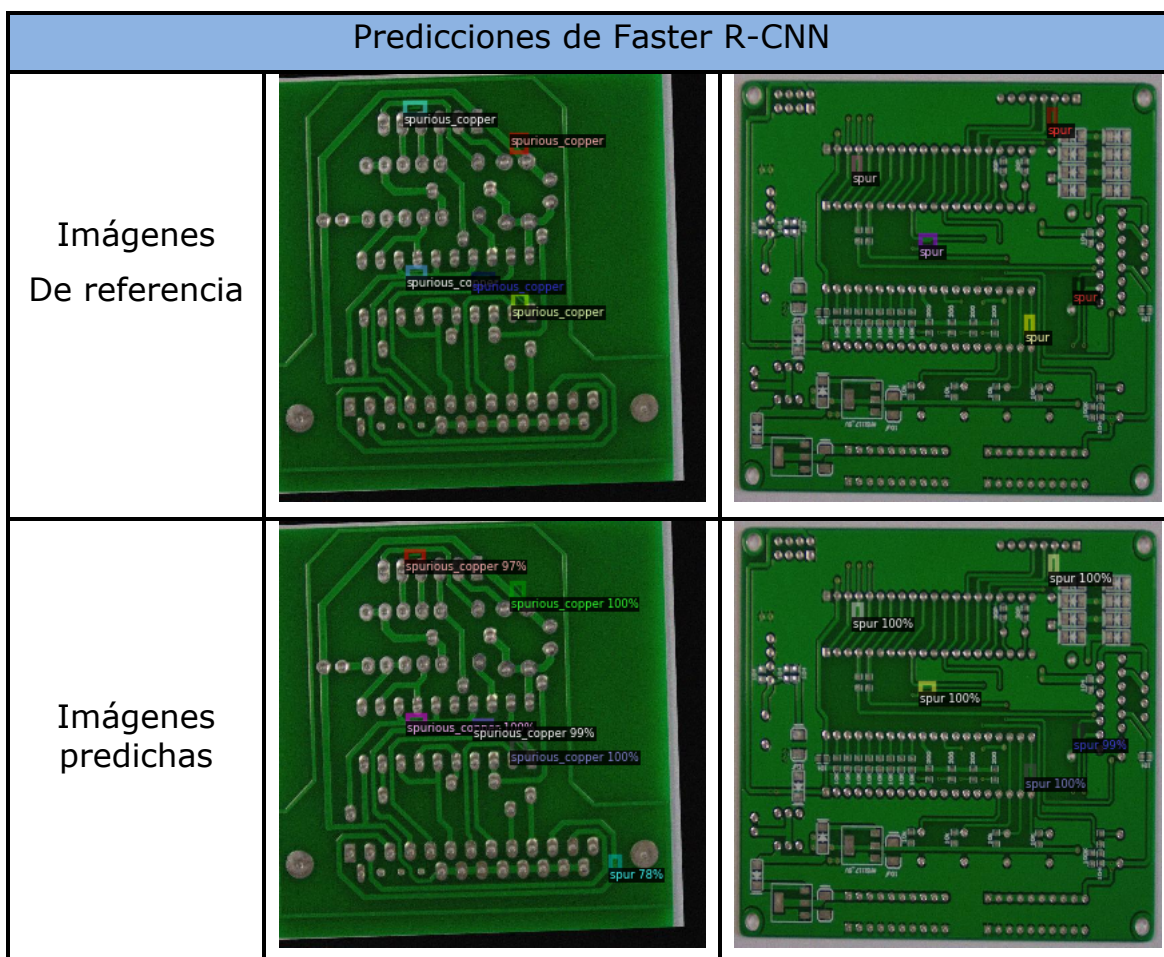 Predicciones de Faster R-CNN
Imágenes
De referencia
spurious_copper
spurious_copper
spurious_co
spurious_copper
spurious_copper
spur
spur
spur
spur
spur
Imágenes
predichas
spurious_copper 97%
spurious_copper 100%
spurious_copper 100%
spurious_copper 99%
spurious_copper 100%
spur 78%
spur 100%
spur 100%
spur 100%
spur 99%
spur 100%